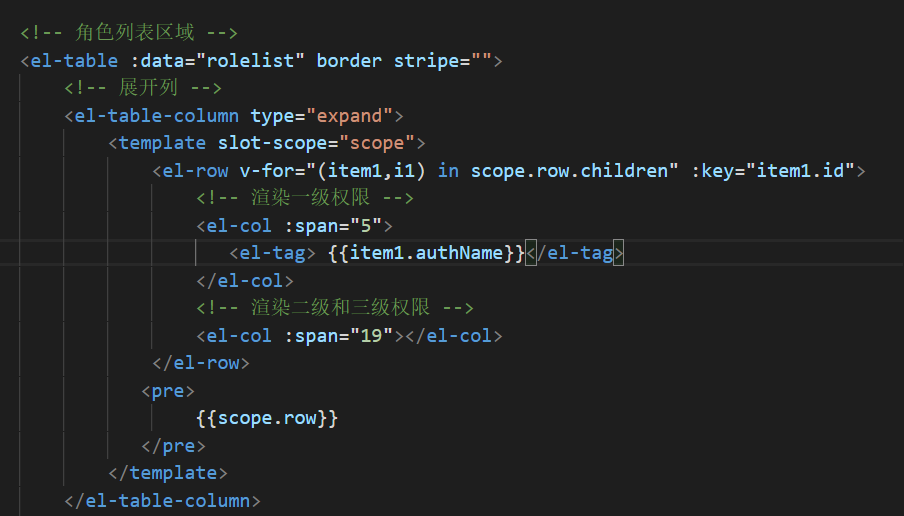 <!-- 角色列表区域 -->
<el-table :data="rolelist" border stripe="">
<!-- 展开列 -->
<el-table-column type="expand">
<template slot-scope="scope">
<el-row v-for="(item1,i1) in scope.row.children" :key="item1.id">
<!-- 渲染一级权限 -->
<el-col :span="5">
<el-tag> {{item1.authName}}</el-tag>
</el-col>
<!-- 渲染二级和三级权限 -->
<el-col :span="19"></el-col>
</el-row>
<pre>
{{scope.row}}
</pre>
</template>
</el-table-column>